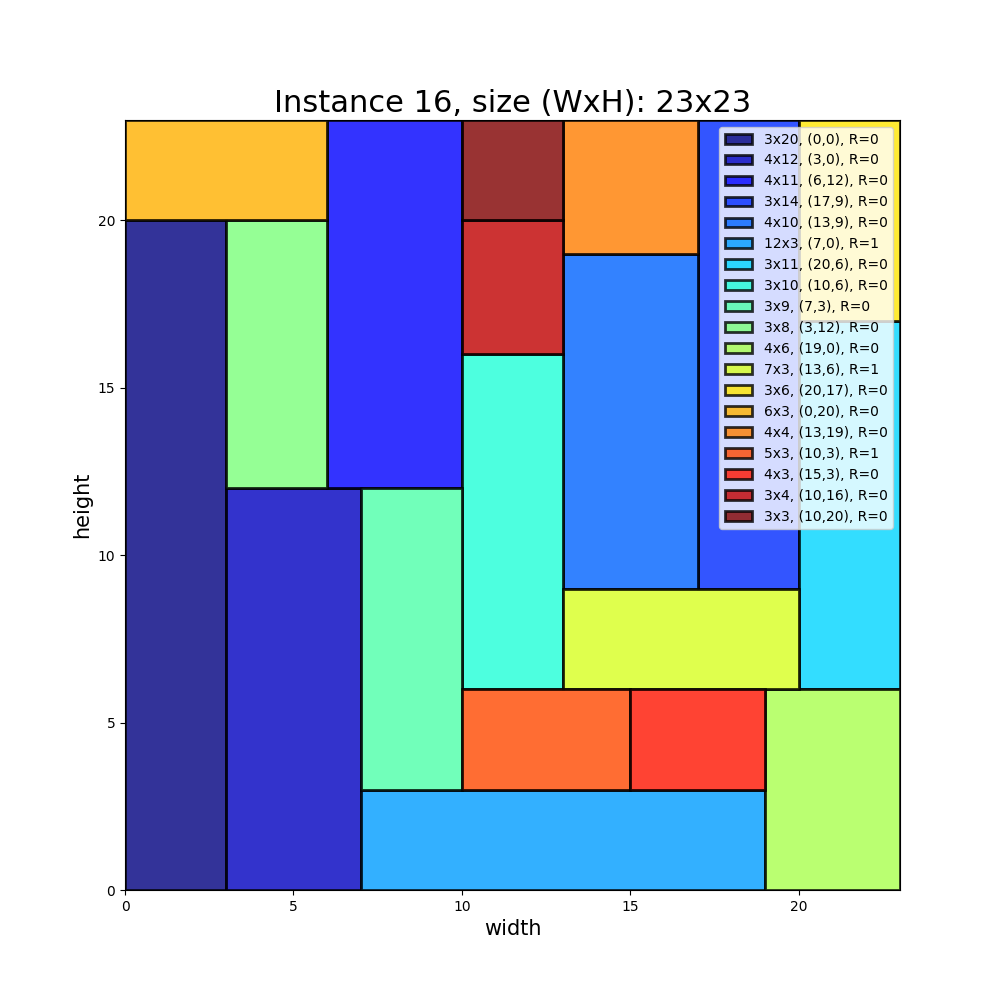 Instance 16, size (WxH): 23x23
3x20, (0,0), R=0
4x12, (3,0), R=0
4x11, (6,12), R=0
3x14, (17,9), R=0
4x10, (13,9), R=0
12x3, (7,0), R=1
3x11, (20,6), R=0
3x10, (10,6), R=0
3x9, (7,3), R=0
3x8, (3,12), R=0
4x6, (19,0), R=0
7x3, (13,6), R=1
3x6, (20,17), R=0
6x3, (0,20), R=0
4x4, (13,19), R=0
5x3, (10,3), R=1
4x3, (15,3), R=0
3x4, (10,16), R=0
3x3, (10,20), R=0
height
20
15
10
5
0
0 5 10 15 20
width